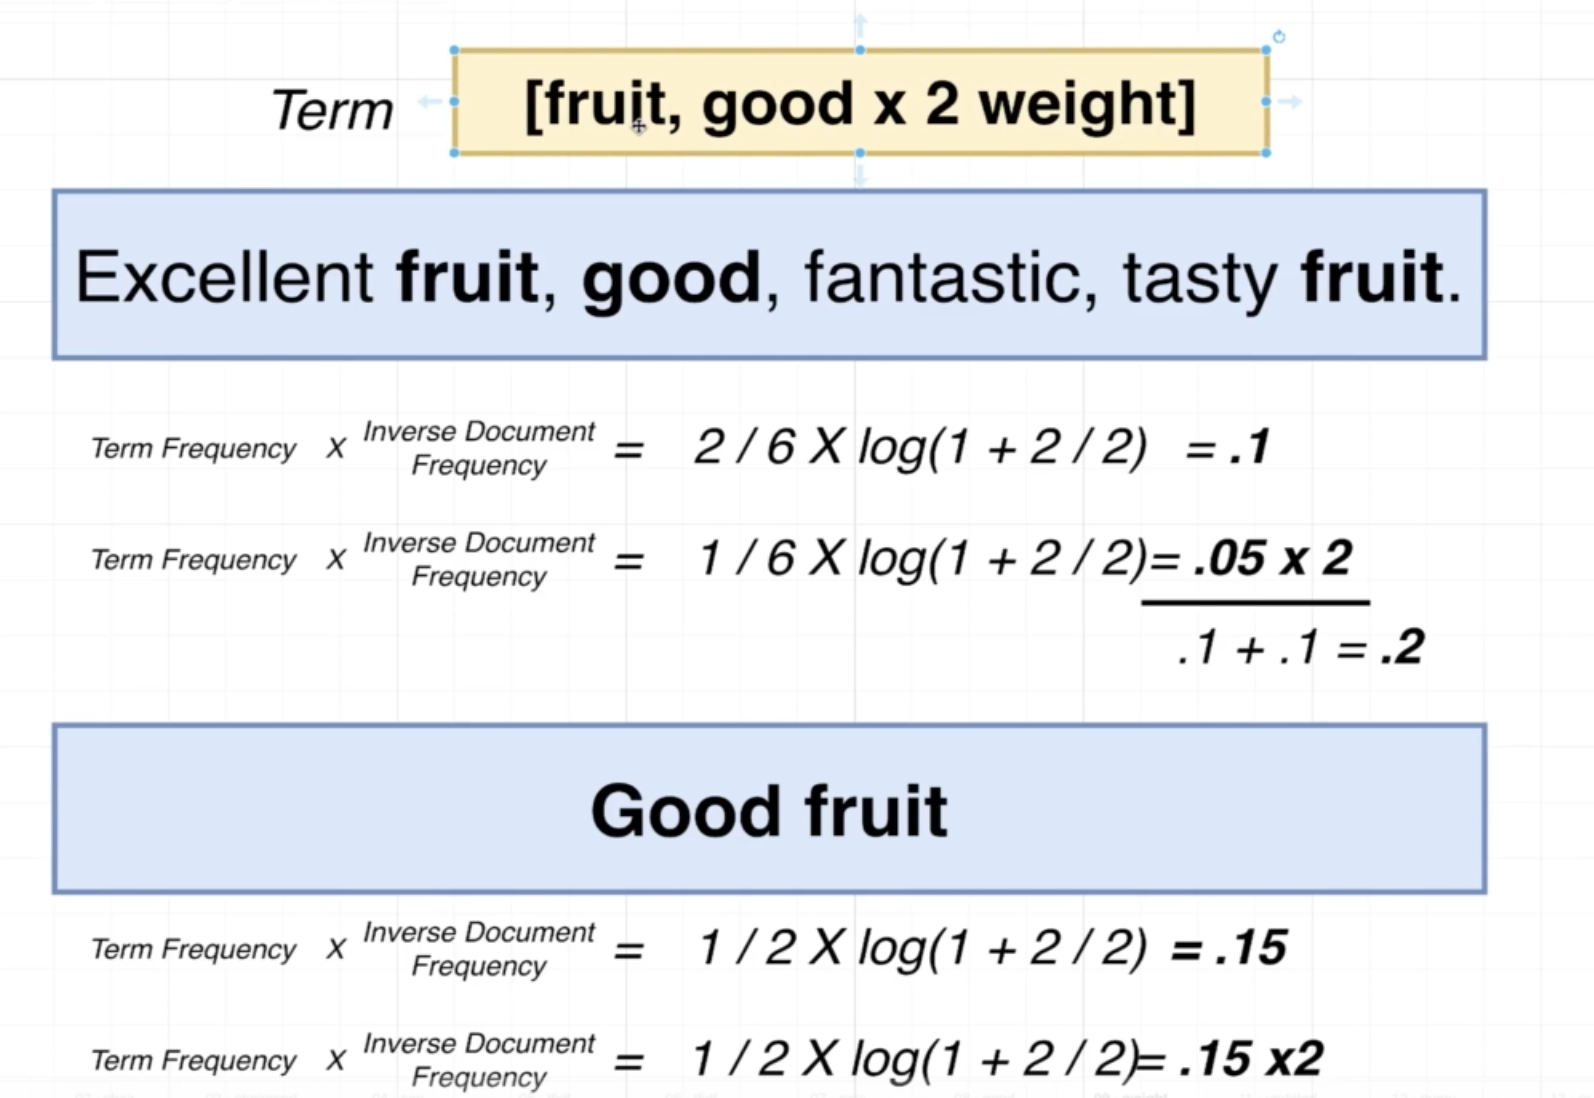 Term [fruit, good x 2 weight]
Excellent fruit, good, fantastic, tasty fruit.
Term Frequency X Inverse Document Frequency = 2 / 6 X log(1 + 2 / 2) = .1
Term Frequency X Inverse Document Frequency = 1 / 6 X log(1 + 2 / 2)= .05 x 2
.1 + .1 = .2
Good fruit
Term Frequency X Inverse Document Frequency = 1 / 2 X log(1 + 2 / 2) = .15
Term Frequency X Inverse Document Frequency = 1 / 2 X log(1 + 2 / 2)= .15 x2